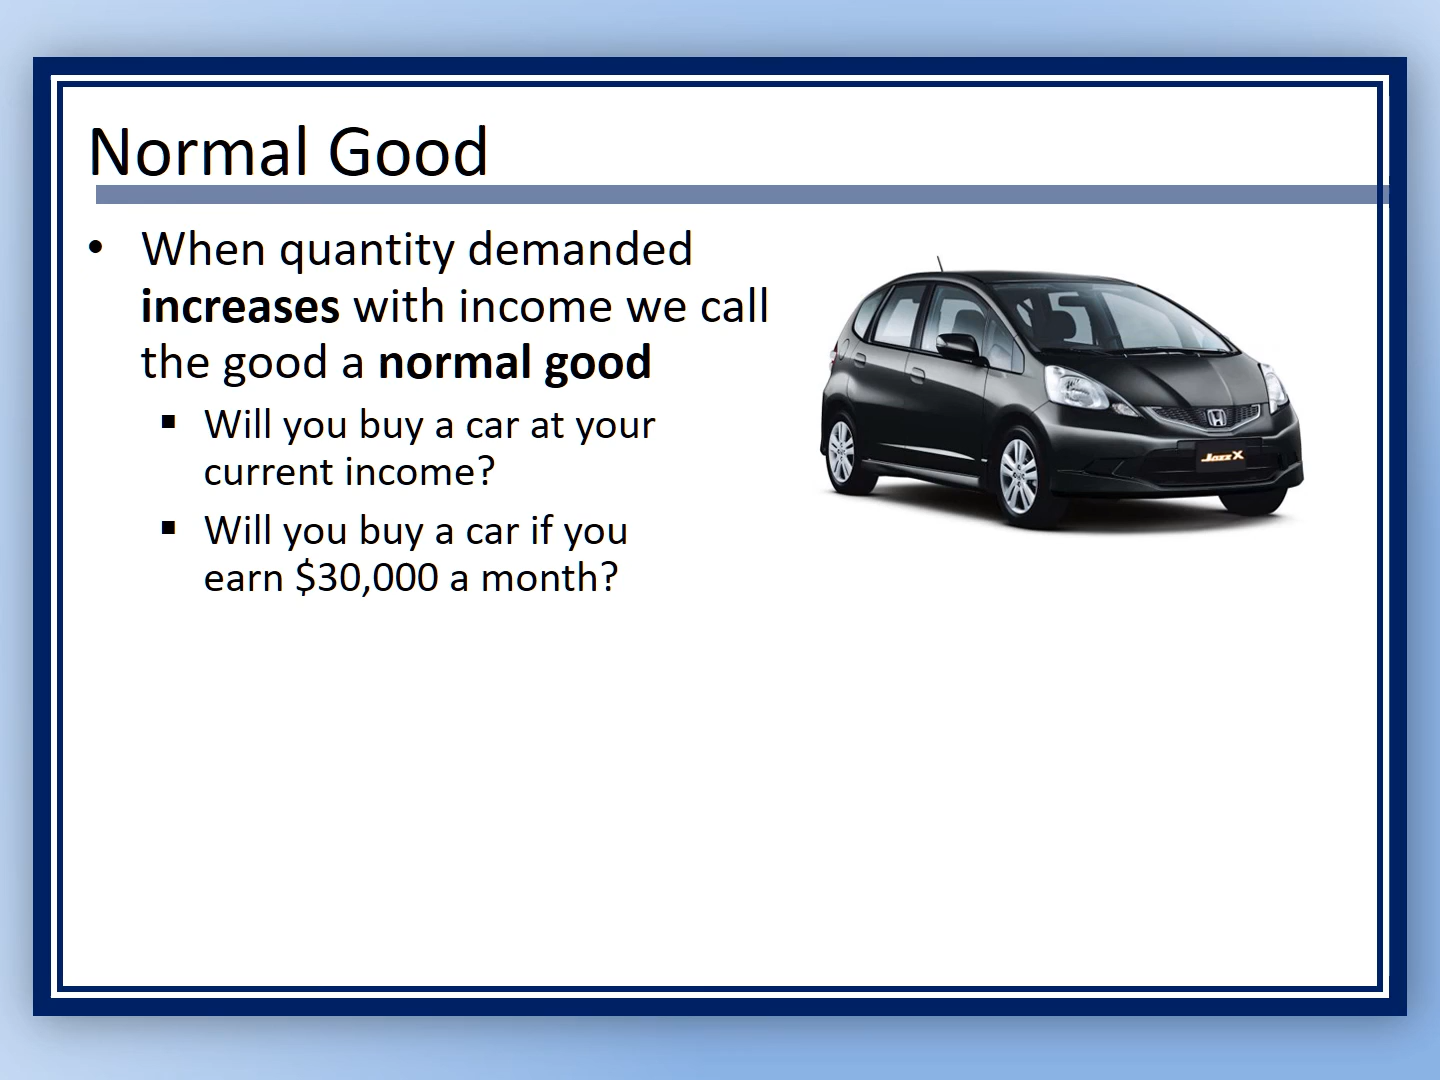 Normal Good
• When quantity demanded
increases with income we call
the good a normal good
▪ Will you buy a car at your
current income?
▪ Will you buy a car if you
earn $30,000 a month?
Jazz X